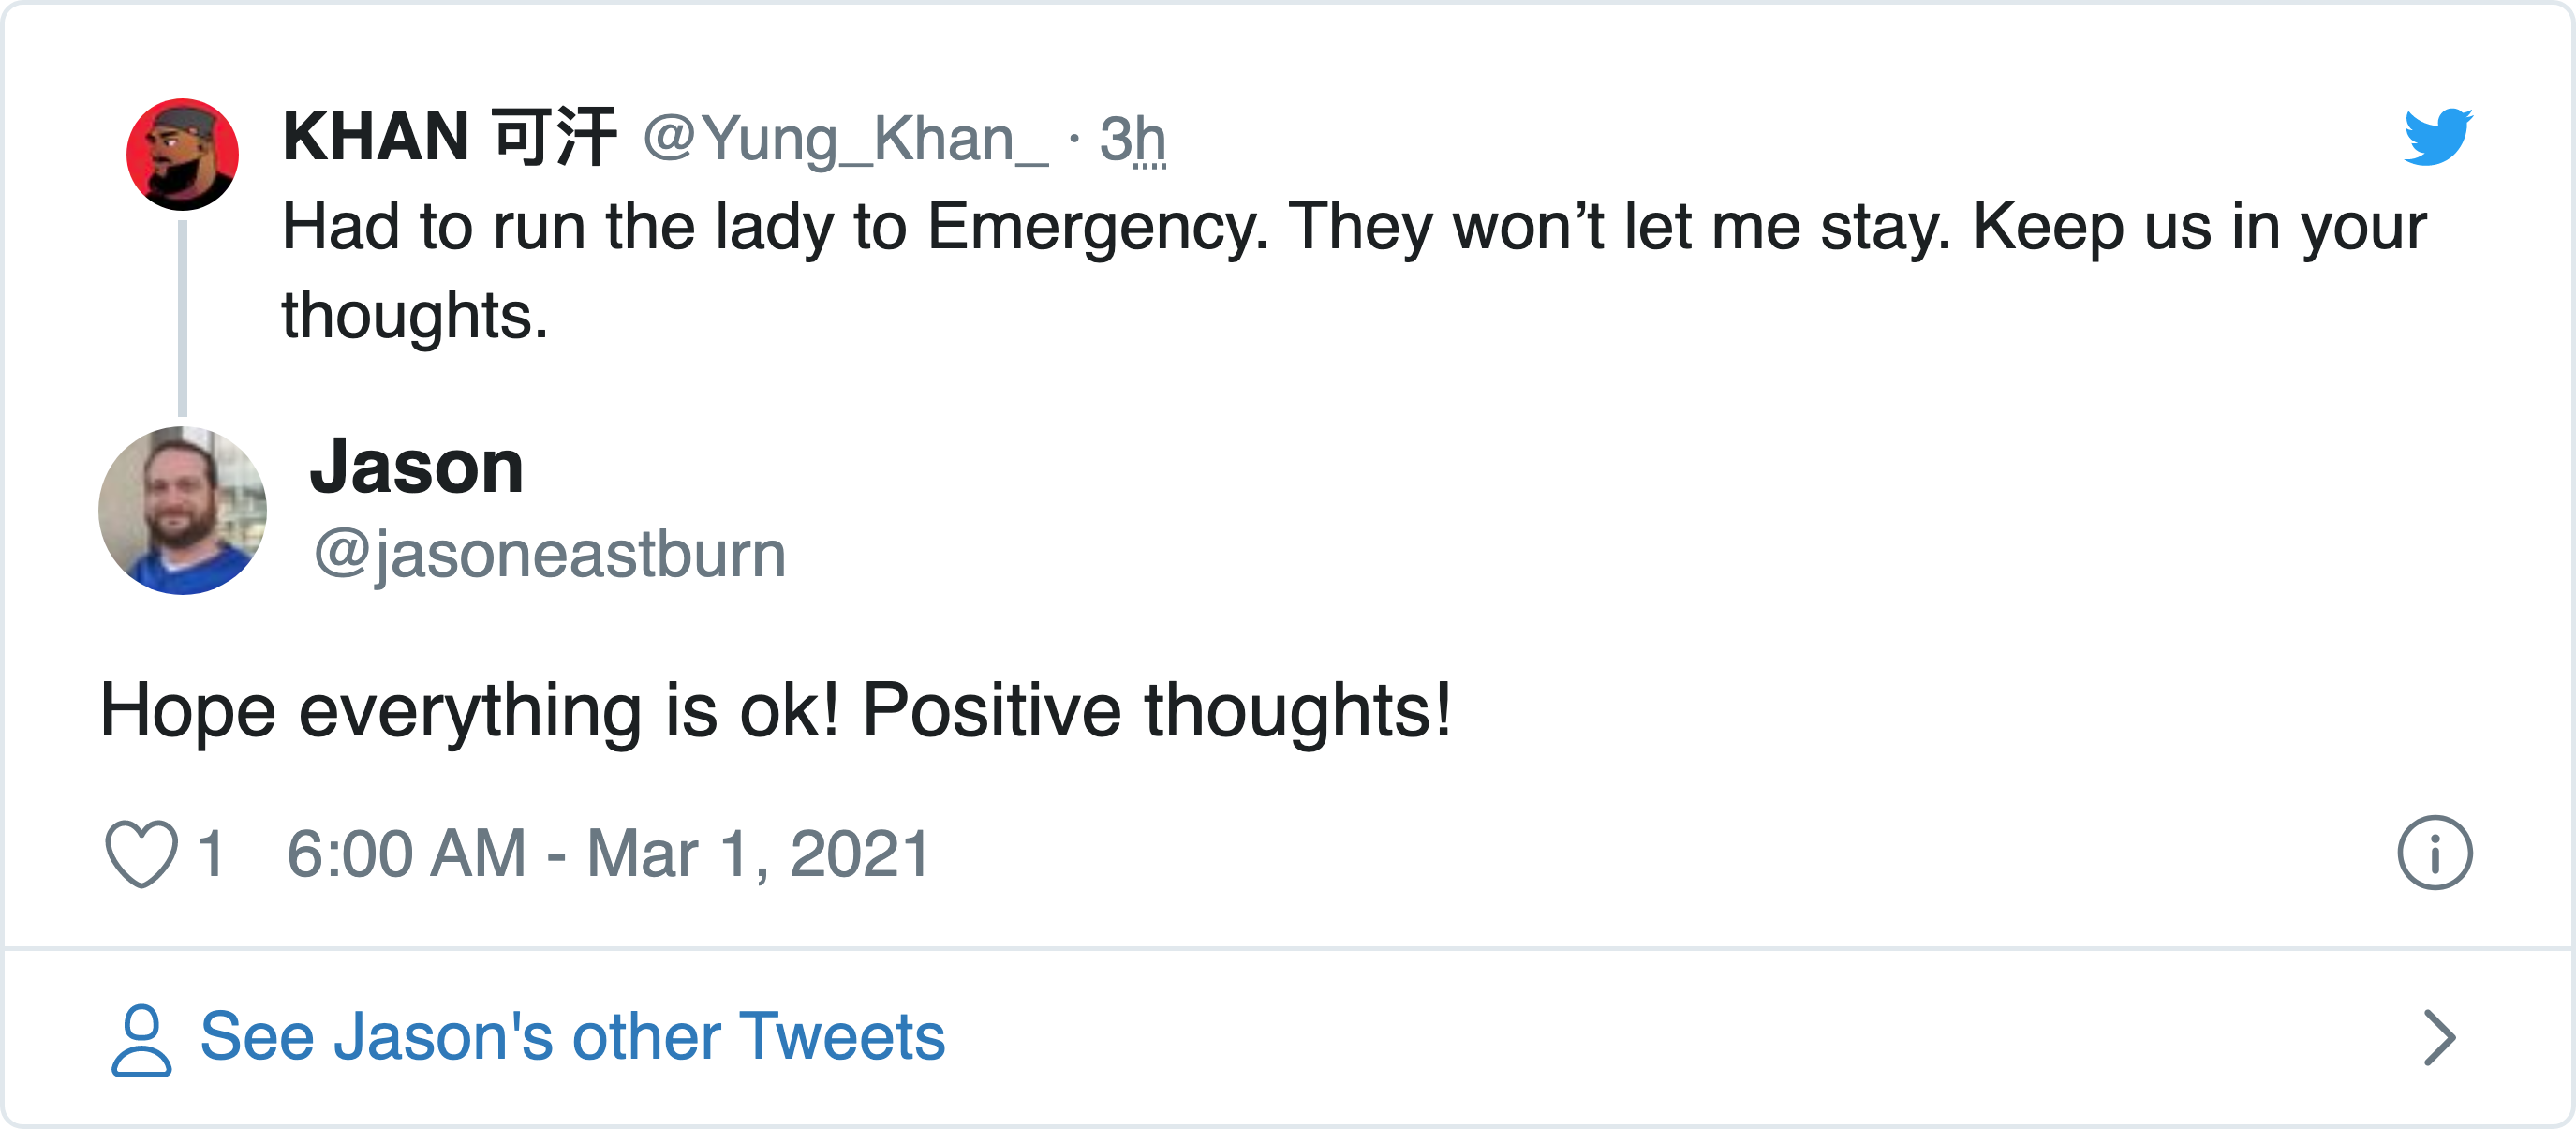 KHAN 可汗 @Yung_Khan_ · 3h
Had to run the lady to Emergency. They won’t let me stay. Keep us in your
thoughts.
Jason
@jasoneastburn
Hope everything is ok! Positive thoughts!
1 6:00 AM - Mar 1, 2021
See Jason's other Tweets